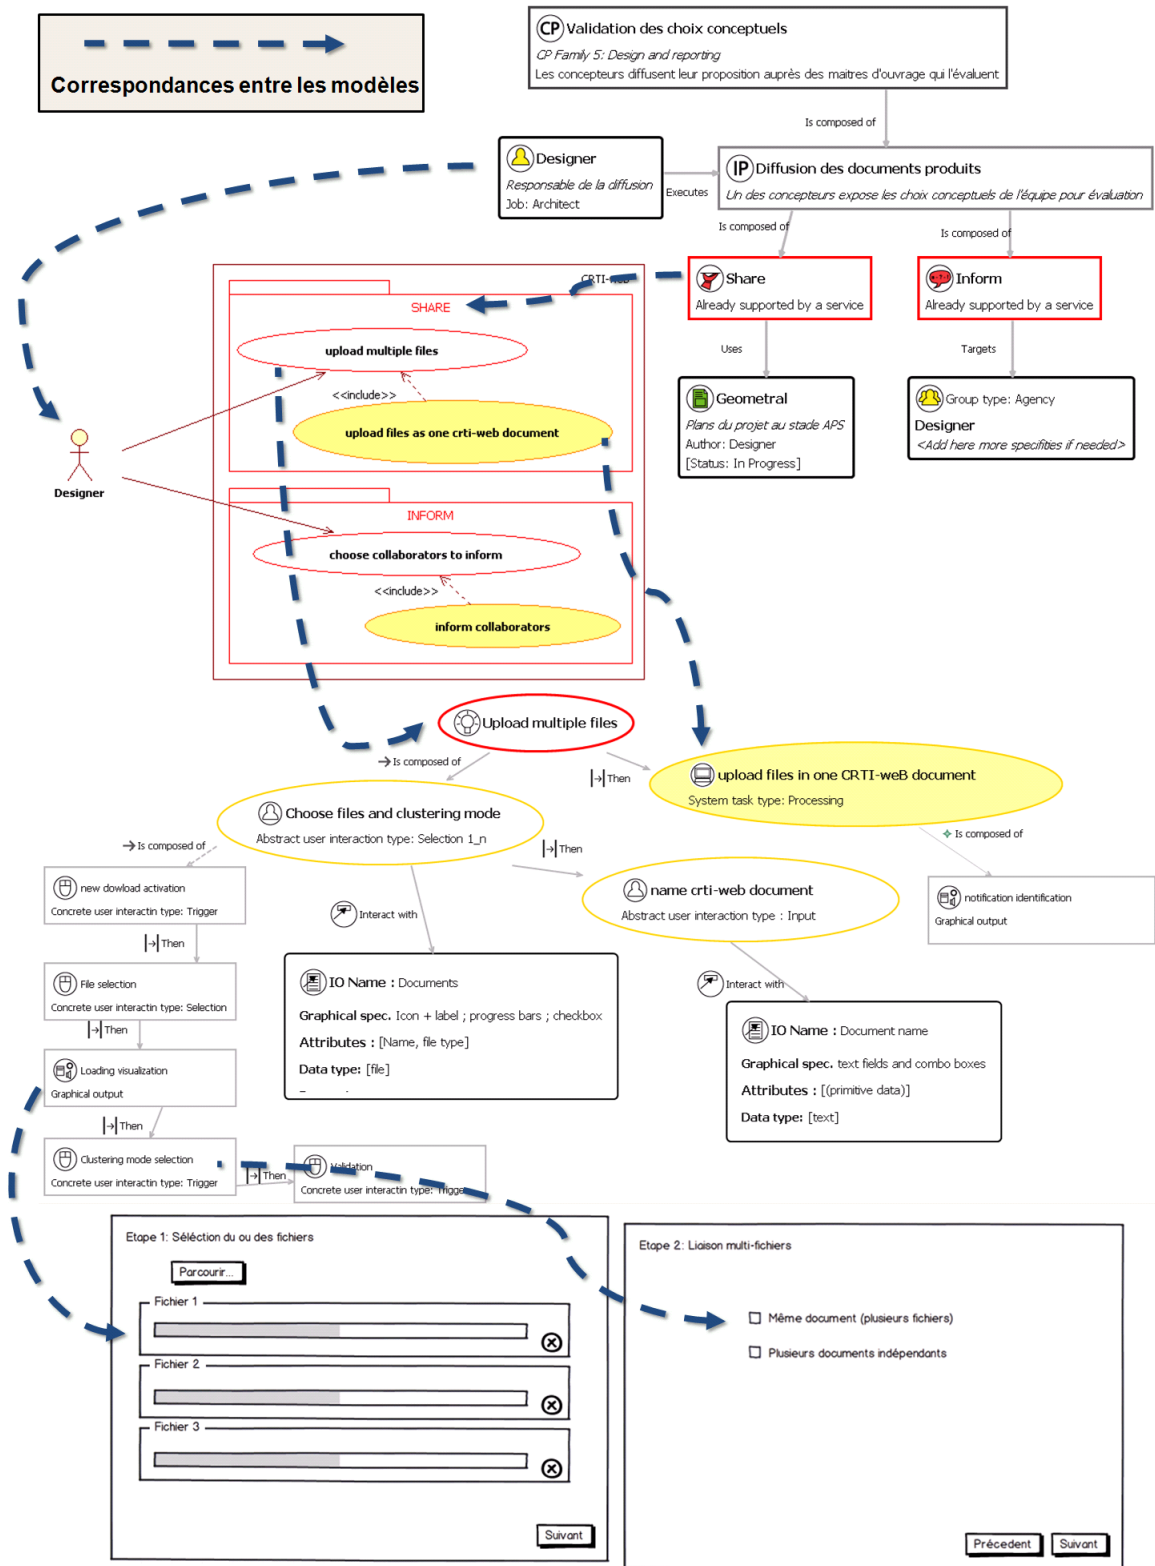 Correspondances entre les modèles
CP Validation des choix conceptuels
CP Family 5: Design and reporting
Les concepteurs diffusent leur proposition auprès des maitres d'ouvrage qui l'évaluent
Is composed of
Designer
Responsable de la diffusion
Job: Architect
Executes
IP Diffusion des documents produits
Un des concepteurs expose les choix conceptuels de l'équipe pour évaluation
Is composed of
Is composed of
Share
Already supported by a service
Inform
Already supported by a service
Uses
Targets
Geometral
Plans du projet au stade APS
Author: Designer
[Status: In Progress]
Group type: Agency
Designer
<Add here more specifities if needed>
CRTI-weB
SHARE
upload multiple files
<<include>>
upload files as one crti-web document
Designer
INFORM
choose collaborators to inform
<<include>>
inform collaborators
Upload multiple files
Is composed of
Then
upload files in one CRTI-weB document
System task type: Processing
Choose files and clustering mode
Abstract user interaction type: Selection 1_n
Is composed of
Then
Is composed of
new dowload activation
Concrete user interactin type: Trigger
Interact with
name crti-web document
Abstract user interaction type : Input
notification identification
Graphical output
Then
File selection
Concrete user interactin type: Selection
IO Name : Documents
Graphical spec. Icon + label ; progress bars ; checkbox
Attributes : [Name, file type]
Data type: [file]
Interact with
IO Name : Document name
Graphical spec. text fields and combo boxes
Attributes : [(primitive data)]
Data type: [text]
Then
Loading visualization
Graphical output
Then
Clustering mode selection
Concrete user interactin type: Trigger
Then
Validation
Concrete user interactin type: Trigger
Etape 1: Séléction du ou des fichiers
Parcourir...
Fichier 1
Fichier 2
Fichier 3
Suivant
Etape 2: Liaison multi-fichiers
Même document (plusieurs fichiers)
Plusieurs documents indépendants
Précedent
Suivant